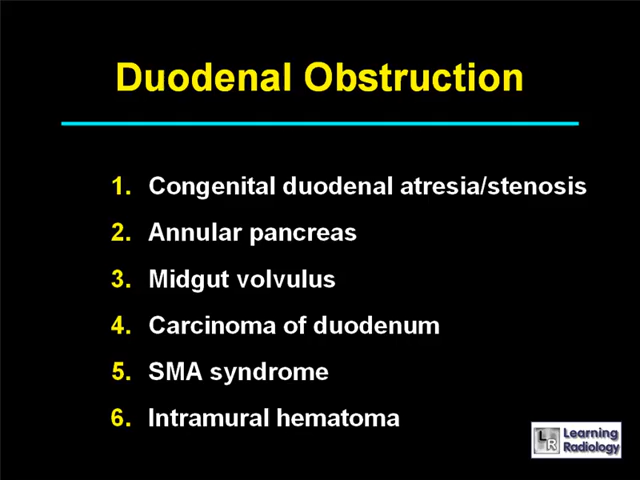 Duodenal Obstruction
1. Congenital duodenal atresia/stenosis
2. Annular pancreas
3. Midgut volvulus
4. Carcinoma of duodenum
5. SMA syndrome
6. Intramural hematoma
LR
Learning
Radiology